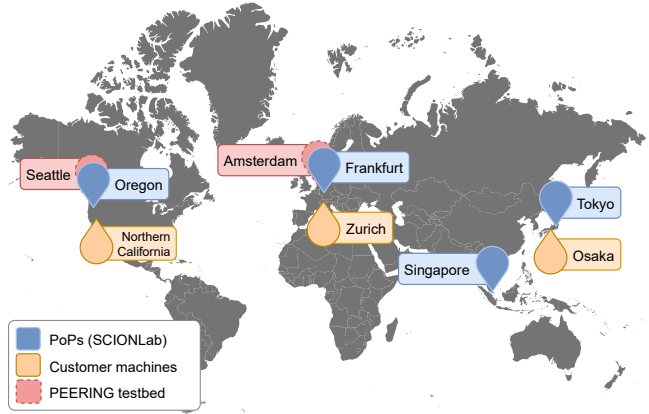 Seattle
Oregon
Northern
California
Amsterdam
Frankfurt
Zurich
Singapore
Tokyo
Osaka
PoPs (SCIONLab)
Customer machines
PEERING testbed